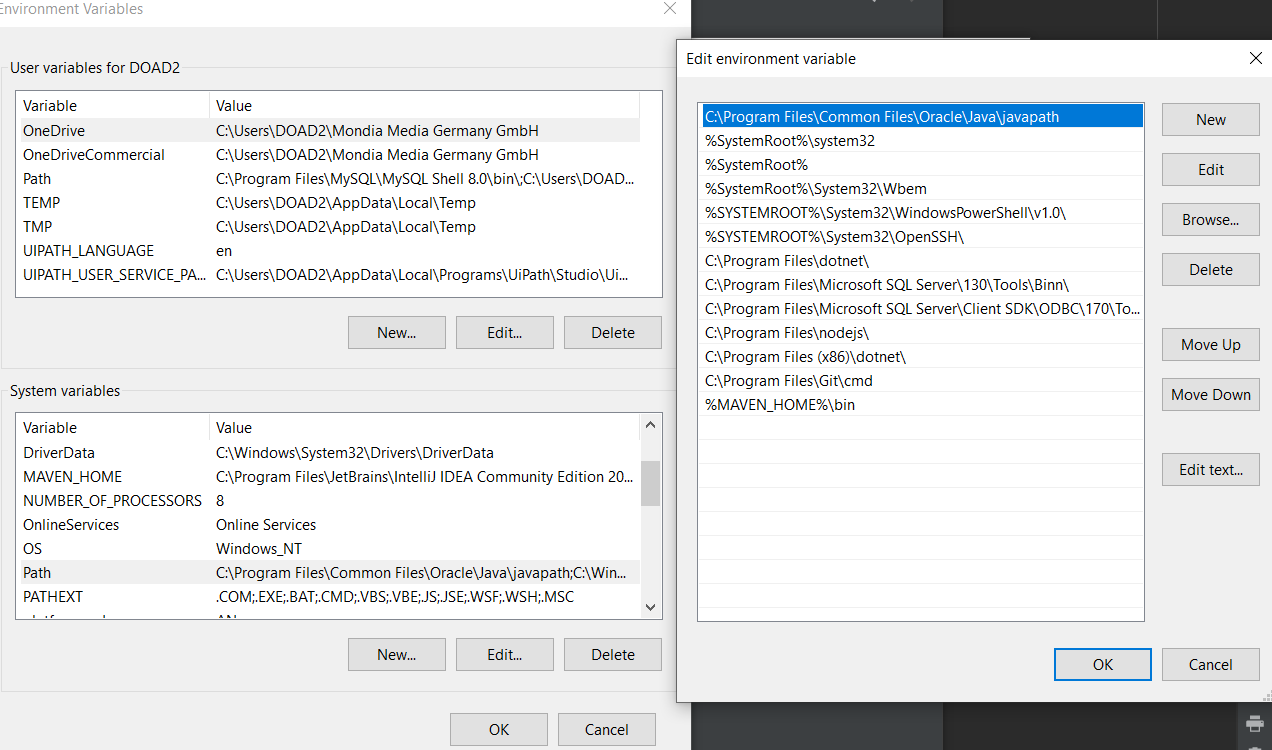 Environment Variables
User variables for DOAD2
Variable Value
OneDrive C:\Users\DOAD2\Mondia Media Germany GmbH
OneDriveCommercial C:\Users\DOAD2\Mondia Media Germany GmbH
Path C:\Program Files\MySQL\MySQL Shell 8.0\bin\;C:\Users\DOAD...
TEMP C:\Users\DOAD2\AppData\Local\Temp
TMP C:\Users\DOAD2\AppData\Local\Temp
UIPATH_LANGUAGE en
UIPATH_USER_SERVICE_PA... C:\Users\DOAD2\AppData\Local\Programs\UiPath\Studio\Ui...
New... Edit... Delete
System variables
Variable Value
DriverData C:\Windows\System32\Drivers\DriverData
MAVEN_HOME C:\Program Files\JetBrains\IntelliJ IDEA Community Edition 20...
NUMBER_OF_PROCESSORS 8
OnlineServices Online Services
OS Windows_NT
Path C:\Program Files\Common Files\Oracle\Java\javapath;C:\Win...
PATHEXT .COM;.EXE;.BAT;.CMD;.VBS;.VBE;.JS;.JSE;.WSF;.WSH;.MSC
New... Edit... Delete
OK Cancel
Edit environment variable
C:\Program Files\Common Files\Oracle\Java\javapath
%SystemRoot%\system32
%SystemRoot%
%SystemRoot%\System32\Wbem
%SYSTEMROOT%\System32\WindowsPowerShell\v1.0\
%SYSTEMROOT%\System32\OpenSSH\
C:\Program Files\dotnet\
C:\Program Files\Microsoft SQL Server\130\Tools\Binn\
C:\Program Files\Microsoft SQL Server\Client SDK\ODBC\170\To...
C:\Program Files\nodejs\
C:\Program Files (x86)\dotnet\
C:\Program Files\Git\cmd
%MAVEN_HOME%\bin
New
Edit
Browse...
Delete
Move Up
Move Down
Edit text...
OK Cancel